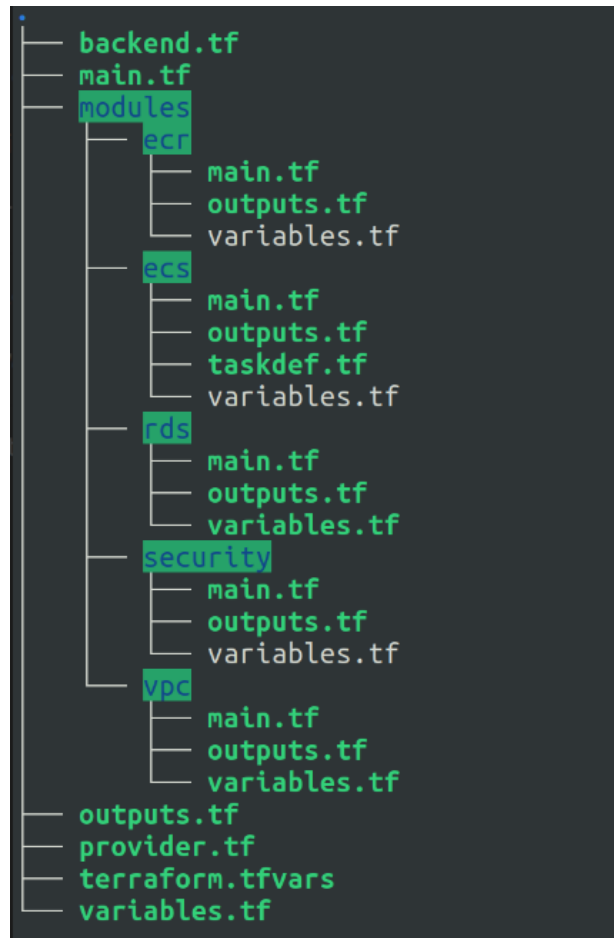 .
backend.tf
main.tf
modules
ecr
main.tf
outputs.tf
variables.tf
ecs
main.tf
outputs.tf
taskdef.tf
variables.tf
rds
main.tf
outputs.tf
variables.tf
security
main.tf
outputs.tf
variables.tf
vpc
main.tf
outputs.tf
variables.tf
outputs.tf
provider.tf
terraform.tfvars
variables.tf